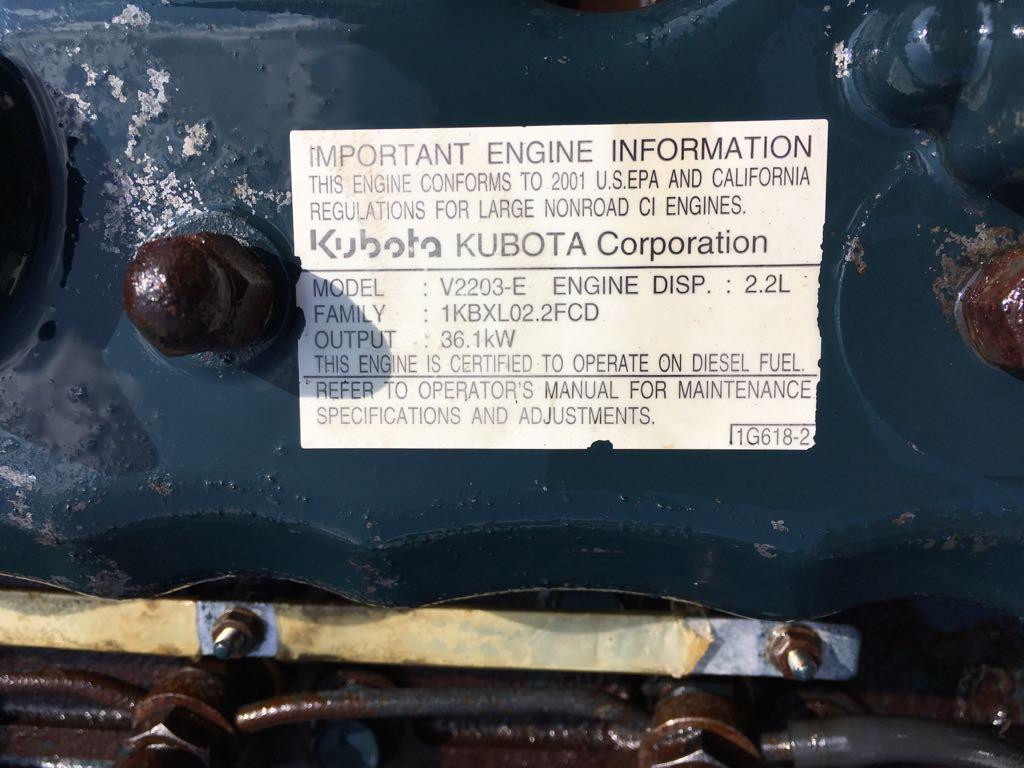 IMPORTANT ENGINE INFORMATION
THIS ENGINE CONFORMS TO 2001 U.S.EPA AND CALIFORNIA
REGULATIONS FOR LARGE NONROAD CI ENGINES.
Kubota KUBOTA Corporation
MODEL : V2203-E ENGINE DISP. : 2.2L
FAMILY : 1KBXL02.2FCD
OUTPUT : 36.1kW
THIS ENGINE IS CERTIFIED TO OPERATE ON DIESEL FUEL.
REFER TO OPERATOR'S MANUAL FOR MAINTENANCE
SPECIFICATIONS AND ADJUSTMENTS.
1G618-2